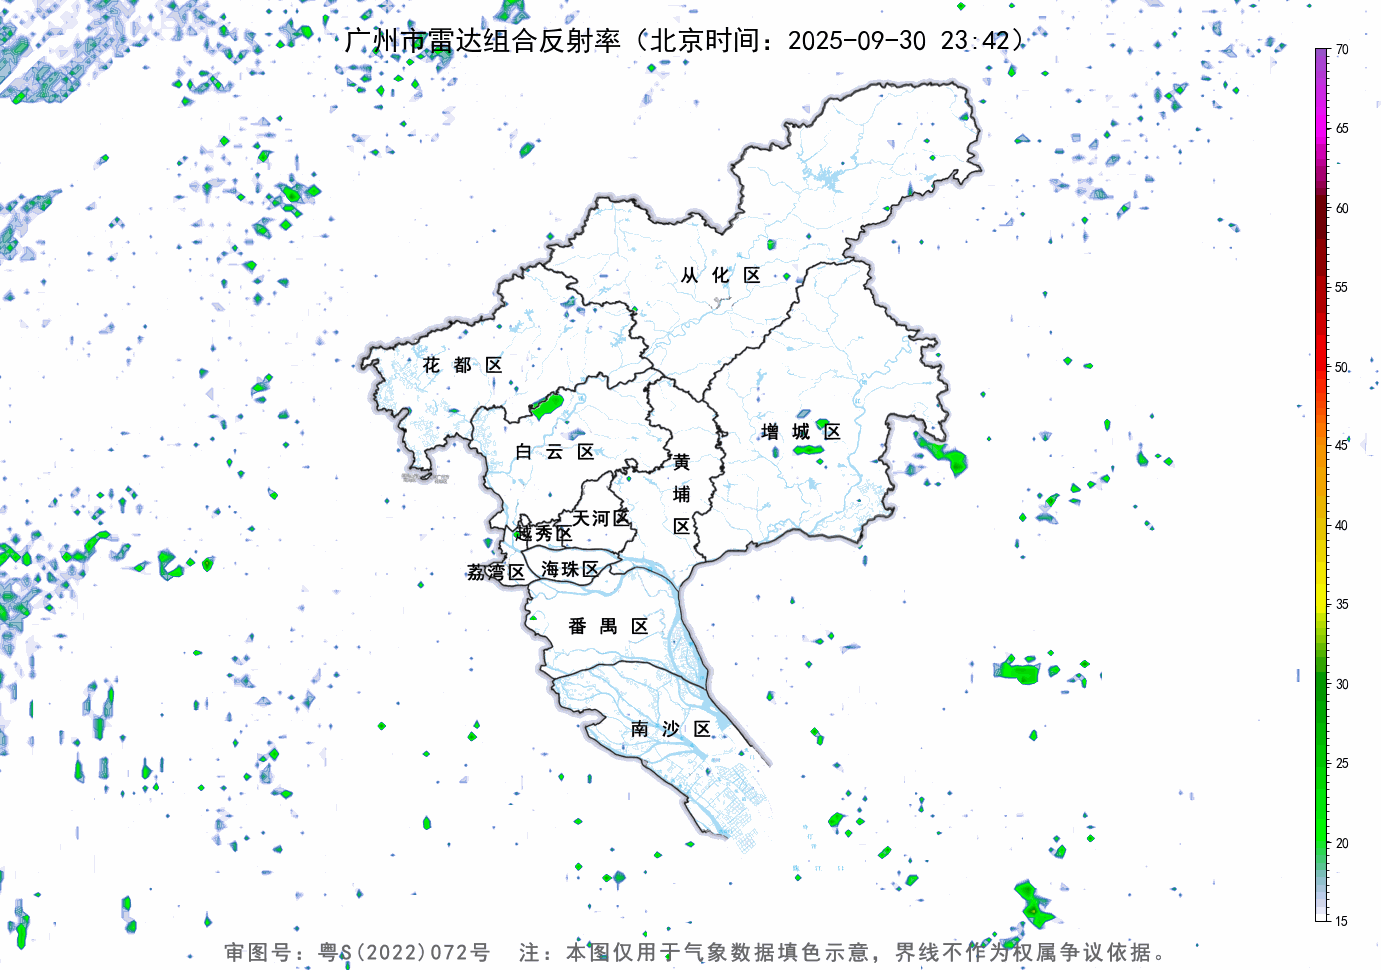 广州市雷达组合反射率（北京时间：2025-09-30 23:42）
70
65
60
55
50
45
40
35
30
25
20
15
从 化 区
花 都 区
增 城 区
白 云 区
黄
埔
区
天河区
越秀区
荔湾区
海珠区
番 禺 区
南 沙 区
审图号：粤S(2022)072号 注：本图仅用于气象数据填色示意，界线不作为权属争议依据。